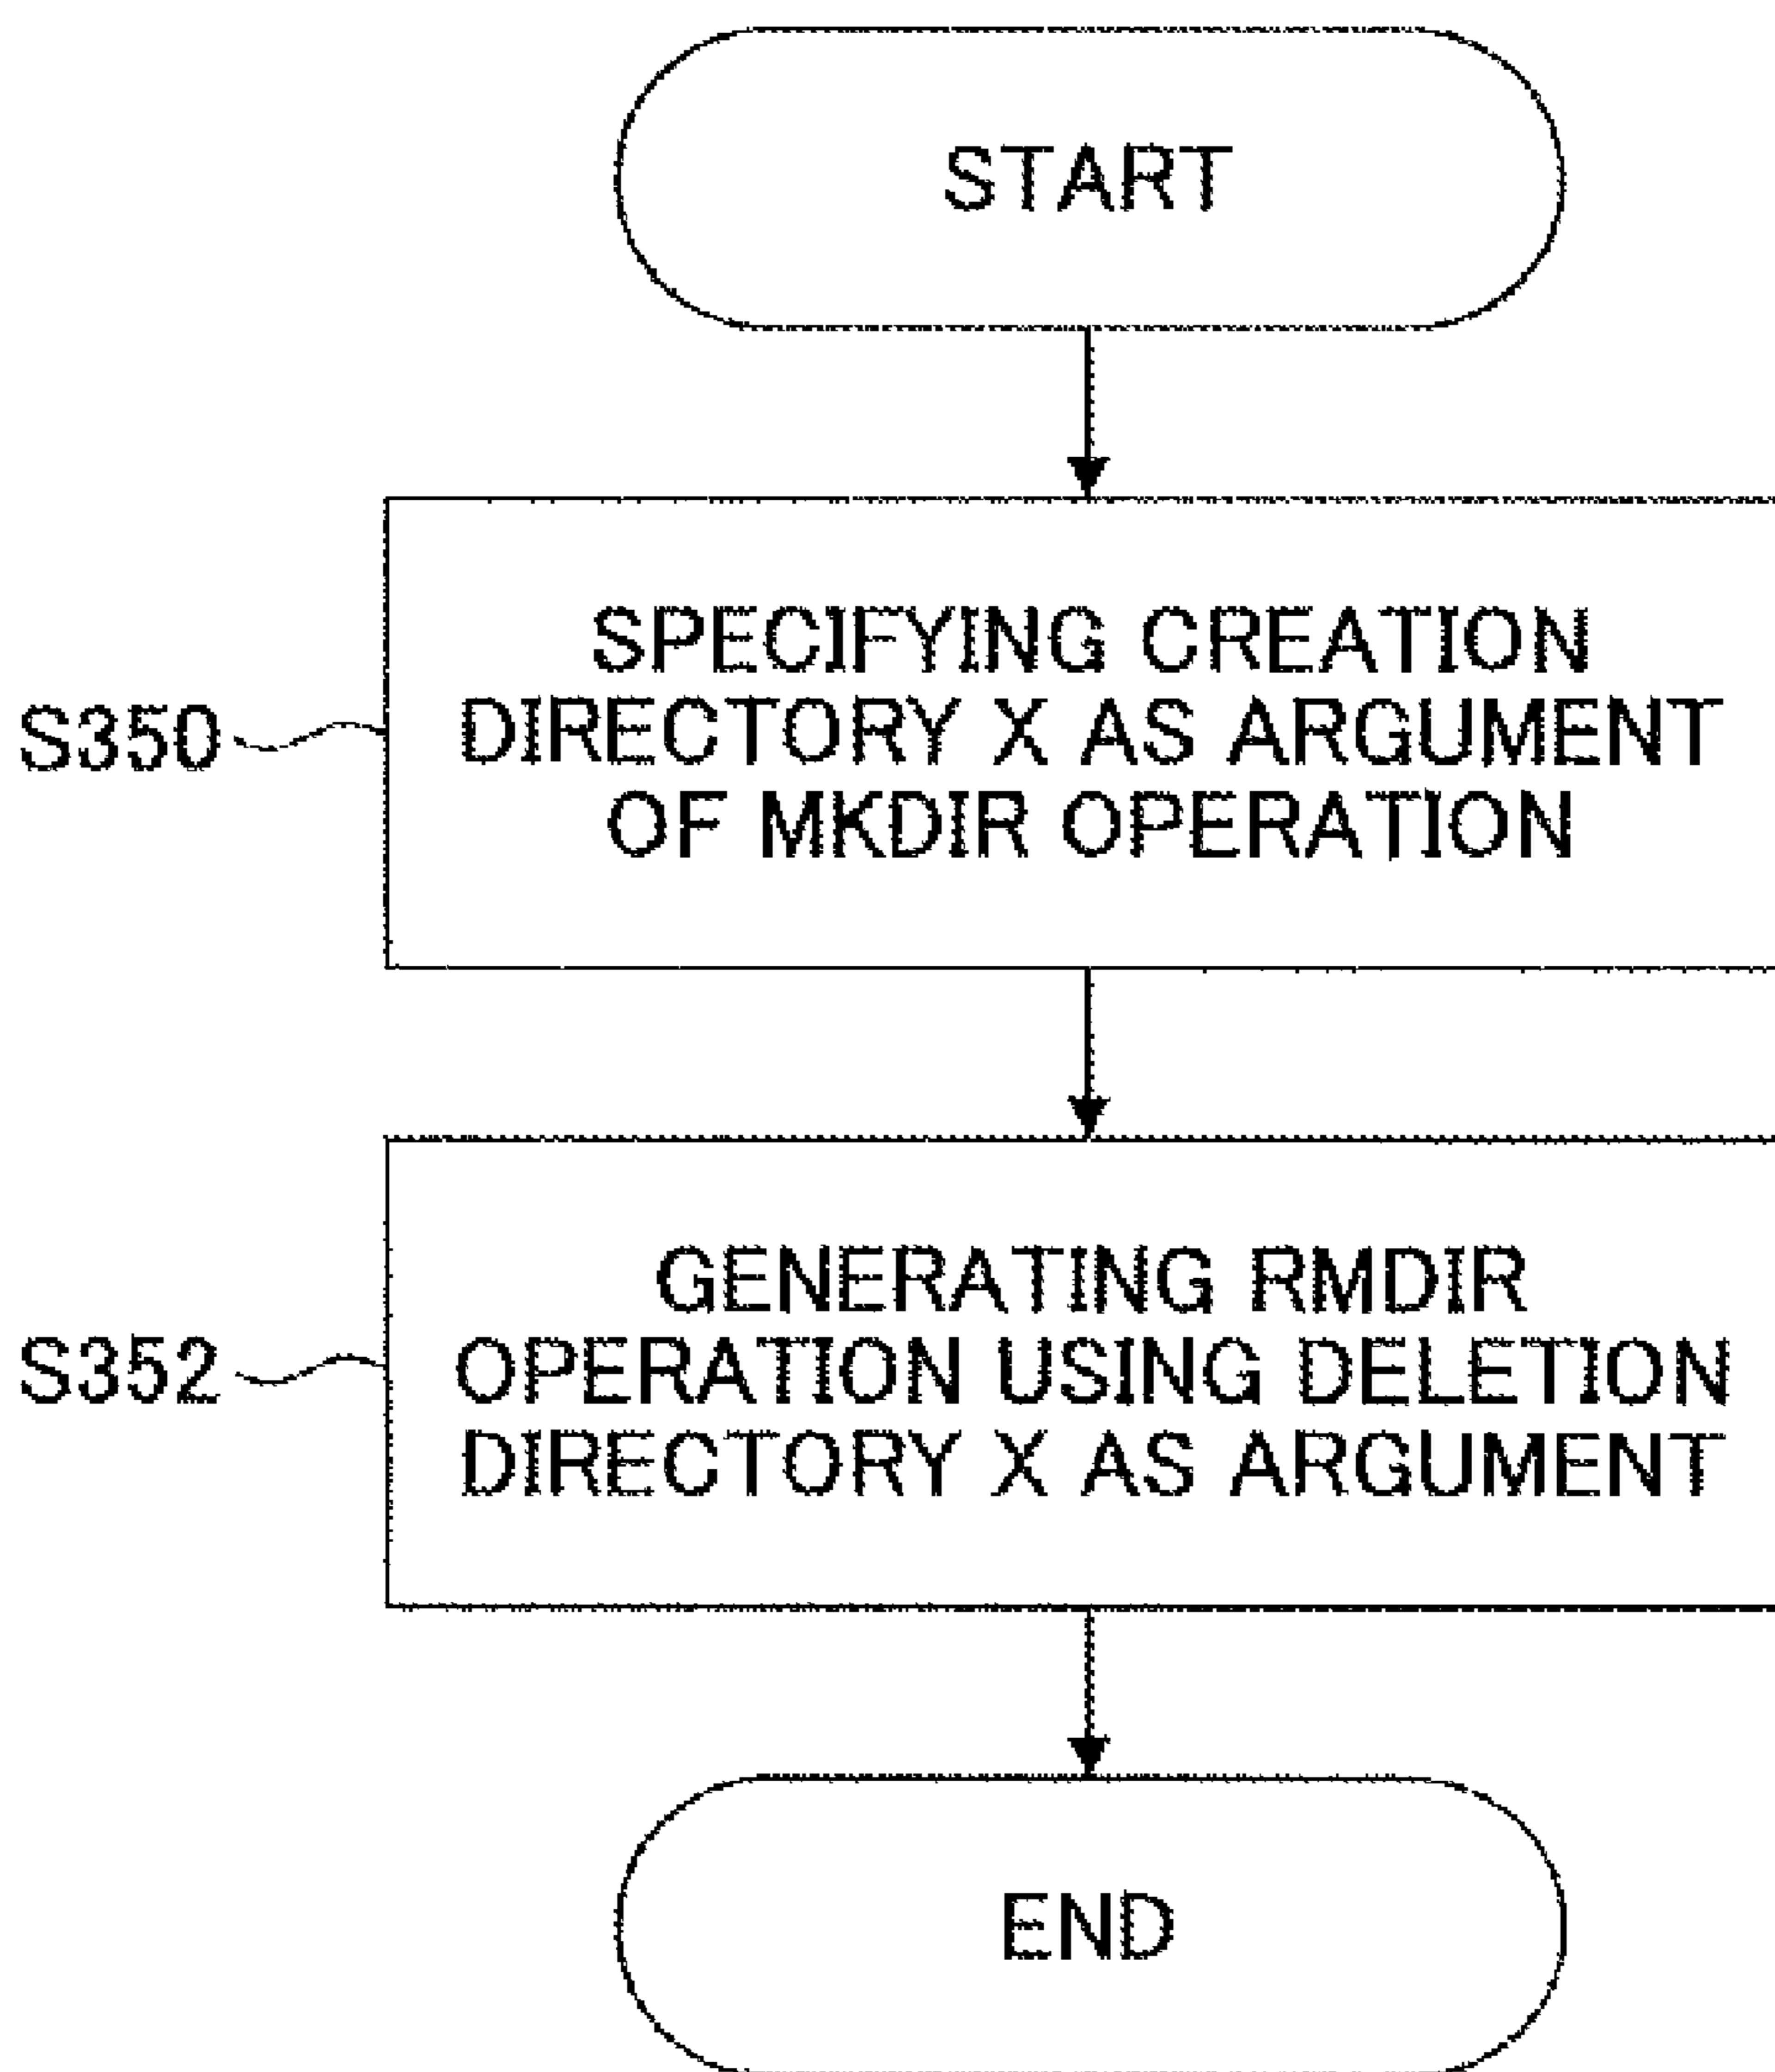 START
SPECIFYING CREATION
DIRECTORY X AS ARGUMENT
OF MKDIR OPERATION
S350
GENERATING RMDIR
OPERATION USING DELETION
DIRECTORY X AS ARGUMENT
S352
END